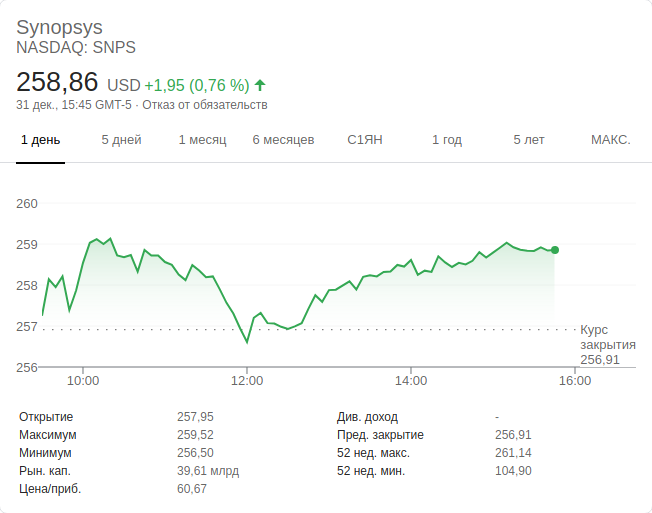 Synopsys
NASDAQ: SNPS
258,86 USD +1,95 (0,76 %)
31 дек., 15:45 GMT-5 · Отказ от обязательств
1 день 5 дней 1 месяц 6 месяцев С1ЯН 1 год 5 лет МАКС.
260
259
258
257
256
Курс
закрытия
256,91
10:00 12:00 14:00 16:00
Открытие 257,95
Максимум 259,52
Минимум 256,50
Рын. кап. 39,61 млрд
Цена/приб. 60,67
Див. доход -
Пред. закрытие 256,91
52 нед. макс. 261,14
52 нед. мин. 104,90